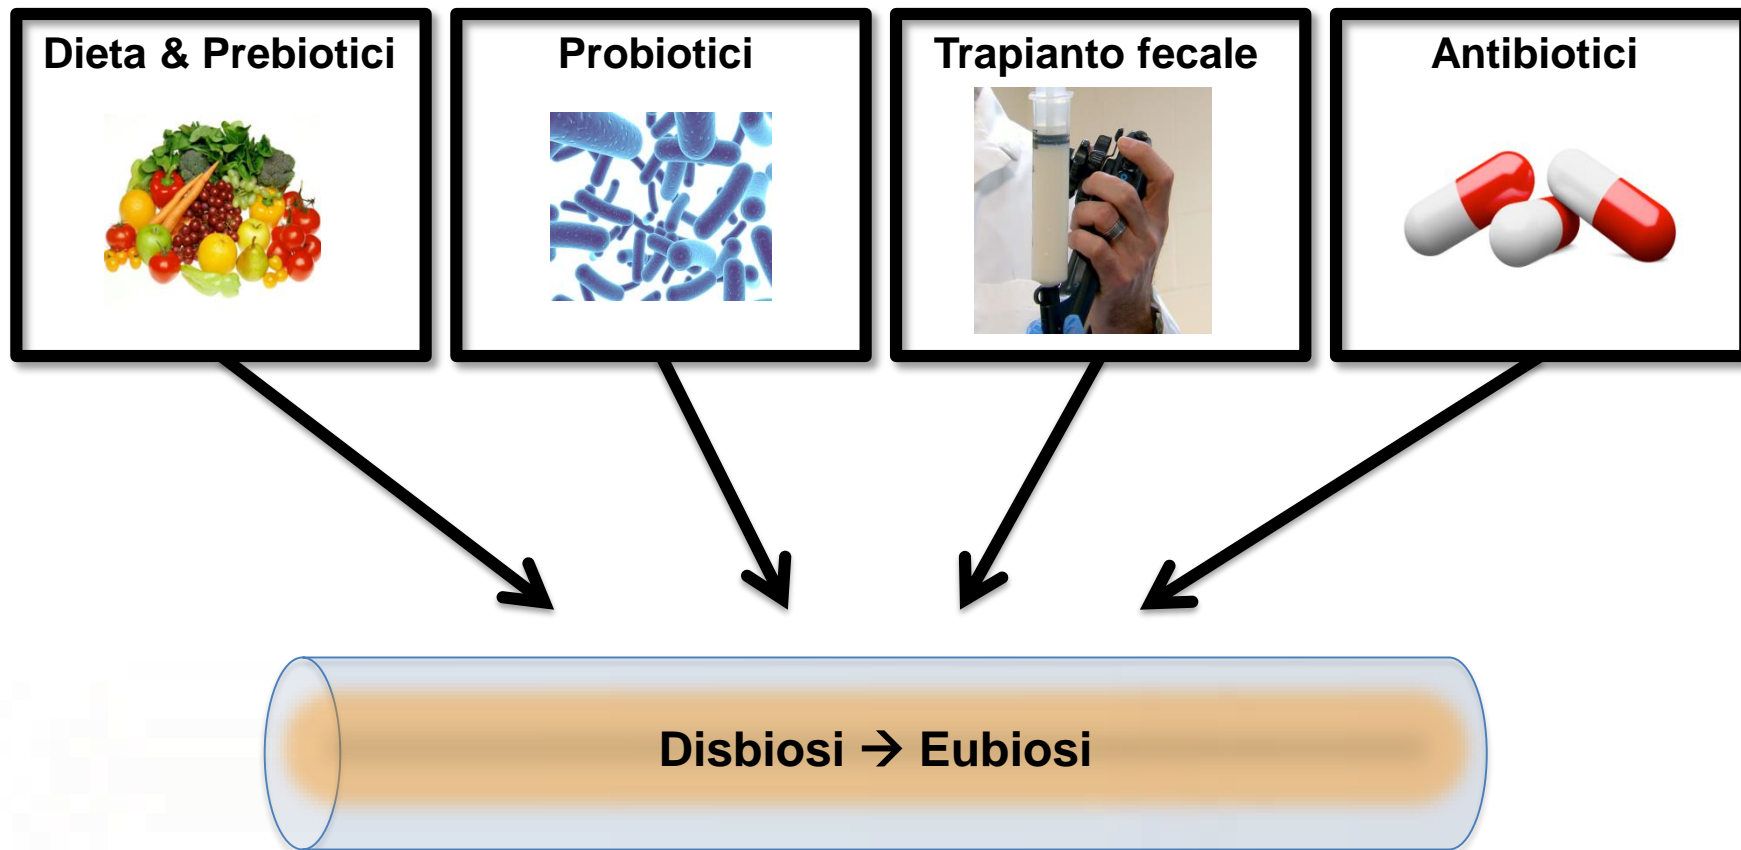 Dieta & Prebiotici
Probiotici
Trapianto fecale
Antibiotici
Disbiosi → Eubiosi